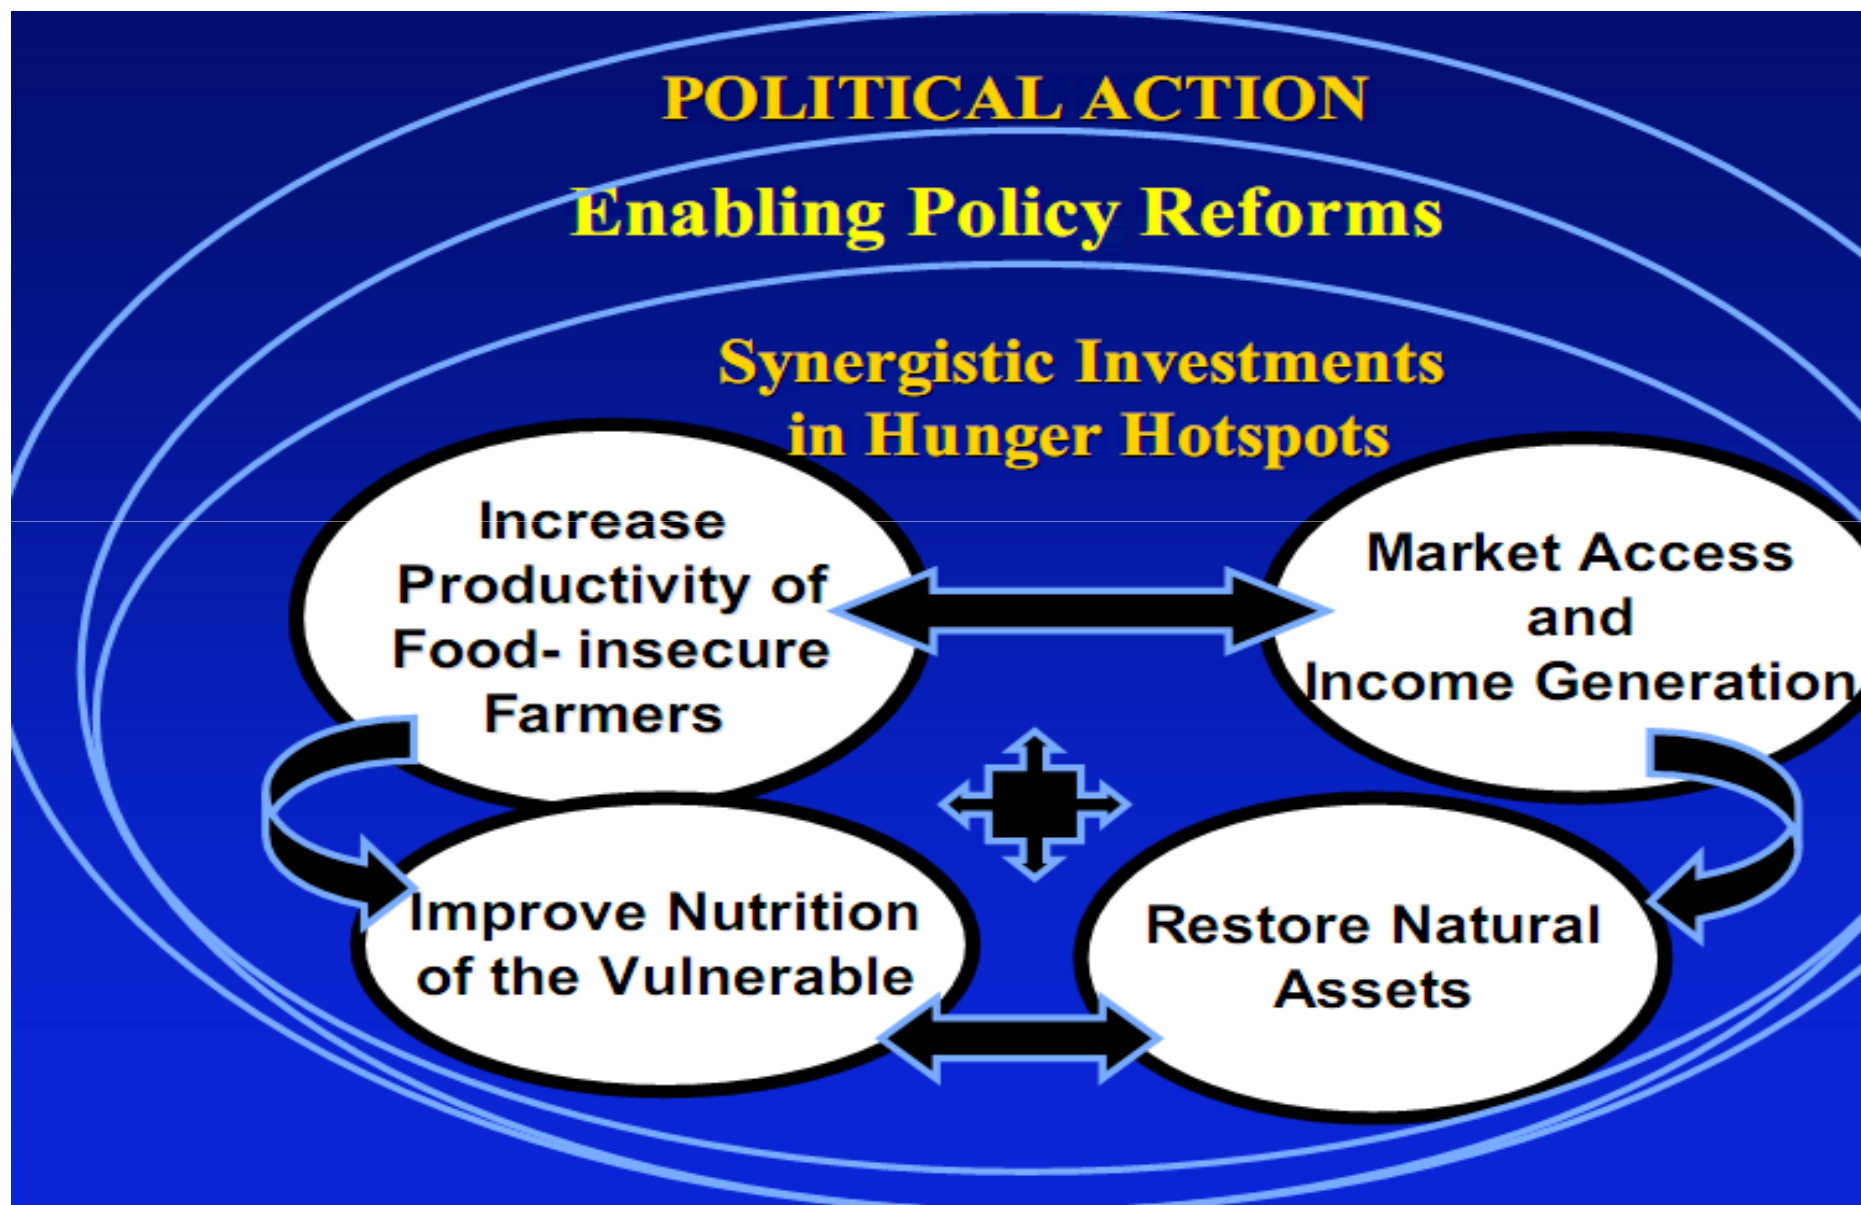 POLITICAL ACTION
Enabling Policy Reforms
Synergistic Investments
in Hunger Hotspots
Increase
Productivity of
Food- insecure
Farmers
Market Access
and
Income Generation
Improve Nutrition
of the Vulnerable
Restore Natural
Assets